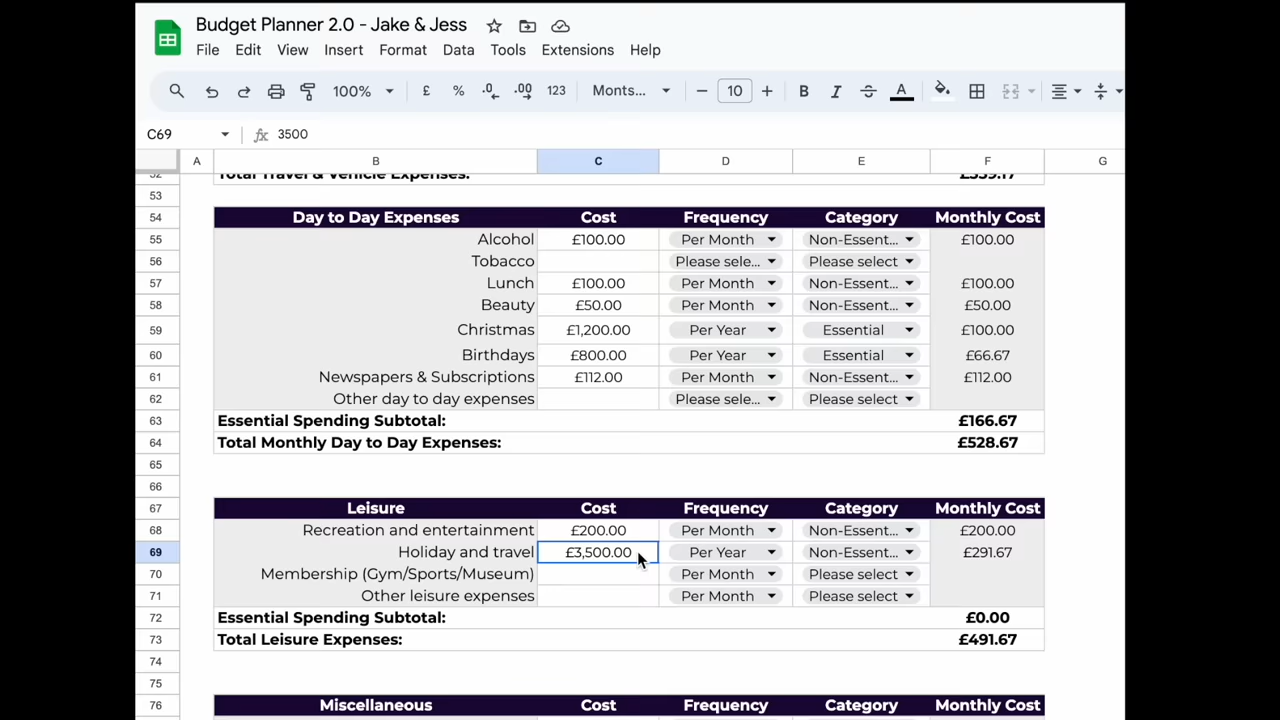 Budget Planner 2.0 - Jake & Jess
File Edit View Insert Format Data Tools Extensions Help
100% £ % .0 .00 123 Monts... 10 B I S A
C69 fx 3500
A B C D E F G
52 Total Travel & Vehicle Expenses: £539.17
53
54 Day to Day Expenses Cost Frequency Category Monthly Cost
55 Alcohol £100.00 Per Month Non-Essent... £100.00
56 Tobacco Please sele... Please select
57 Lunch £100.00 Per Month Non-Essent... £100.00
58 Beauty £50.00 Per Month Non-Essent... £50.00
59 Christmas £1,200.00 Per Year Essential £100.00
60 Birthdays £800.00 Per Year Essential £66.67
61 Newspapers & Subscriptions £112.00 Per Month Non-Essent... £112.00
62 Other day to day expenses Please sele... Please select
63 Essential Spending Subtotal: £166.67
64 Total Monthly Day to Day Expenses: £528.67
65
66
67 Leisure Cost Frequency Category Monthly Cost
68 Recreation and entertainment £200.00 Per Month Non-Essent... £200.00
69 Holiday and travel £3,500.00 Per Year Non-Essent... £291.67
70 Membership (Gym/Sports/Museum) Per Month Please select
71 Other leisure expenses Per Month Please select
72 Essential Spending Subtotal: £0.00
73 Total Leisure Expenses: £491.67
74
75
76 Miscellaneous Cost Frequency Category Monthly Cost